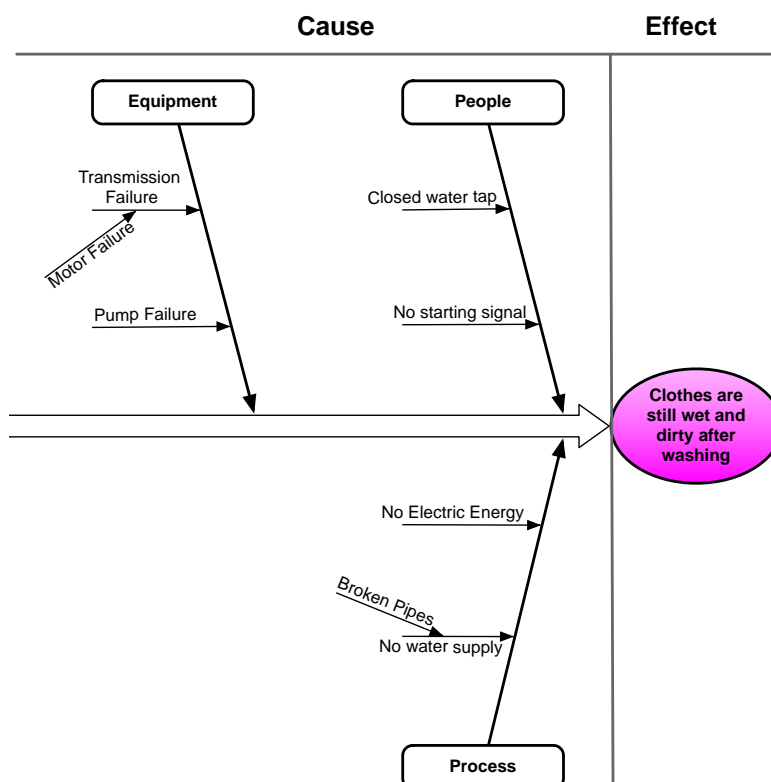 Cause
Effect
Equipment
People
Transmission
Failure
Motor Failure
Pump Failure
Closed water tap
No starting signal
Clothes are
still wet and
dirty after
washing
No Electric Energy
Broken Pipes
No water supply
Process